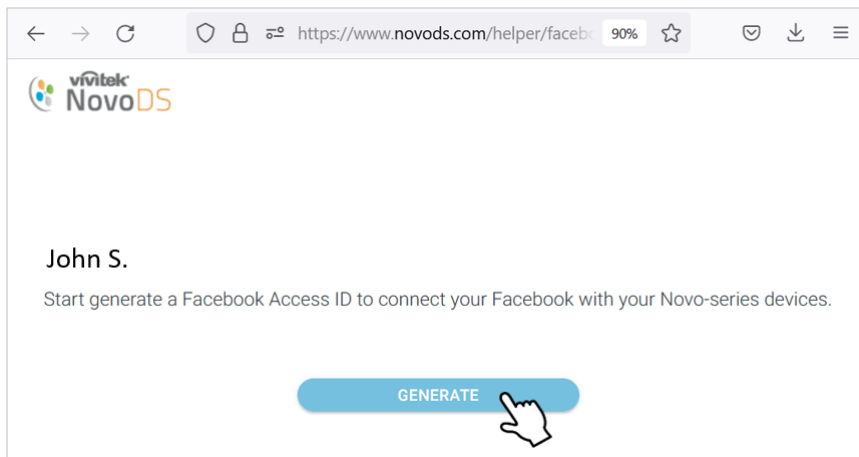 https://www.novods.com/helper/facebo 90%
vivitek
NovoDS
John S.
Start generate a Facebook Access ID to connect your Facebook with your Novo-series devices.
GENERATE